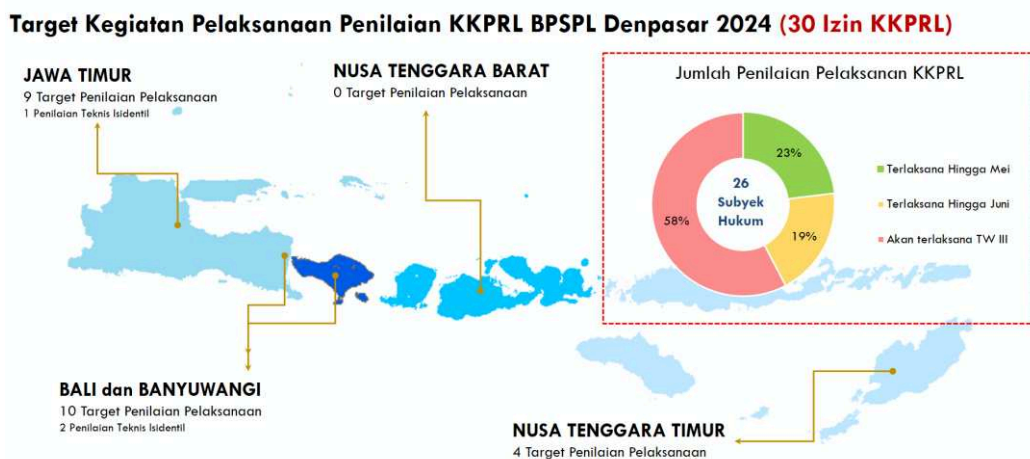 Target Kegiatan Pelaksanaan Penilaian KKPRL BPSPL Denpasar 2024 (30 Izin KKPRL)
JAWA TIMUR
9 Target Penilaian Pelaksanaan
1 Penilaian Teknis Isidentil
NUSA TENGGARA BARAT
0 Target Penilaian Pelaksanaan
Jumlah Penilaian Pelaksanan KKPRL
23%
19%
58%
26
Subyek
Hukum
Terlaksana Hingga Mei
Terlaksana Hingga Juni
Akan terlaksana TW III
BALI dan BANYUWANGI
10 Target Penilaian Pelaksanaan
2 Penilaian Teknis Isidentil
NUSA TENGGARA TIMUR
4 Target Penilaian Pelaksanaan